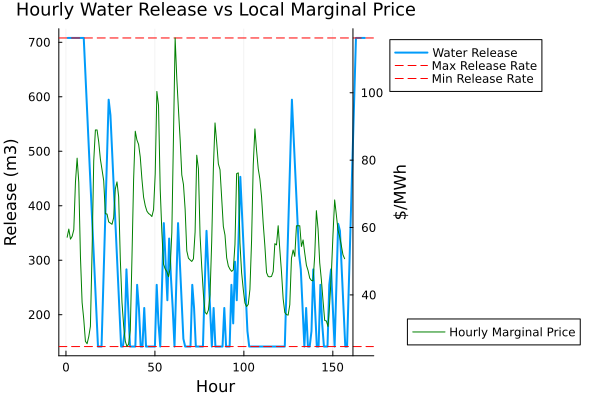 Hourly Water Release vs Local Marginal Price
Release (m3)
700
600
500
400
300
200
0
50
100
150
Hour
100
80
60
40
$/MWh
Water Release
Max Release Rate
Min Release Rate
Hourly Marginal Price